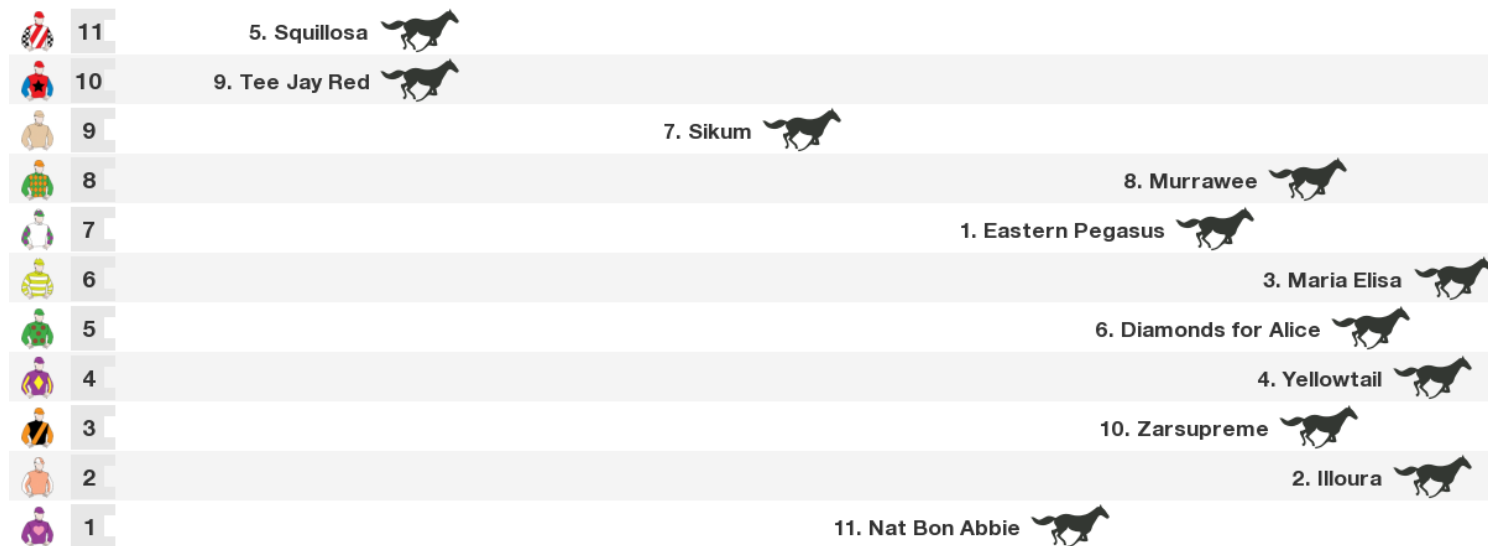 11 5. Squillosa
10 9. Tee Jay Red
9 7. Sikum
8 8. Murrawee
7 1. Eastern Pegasus
6 3. Maria Elisa
5 6. Diamonds for Alice
4 4. Yellowtail
3 10. Zarsupreme
2 2. Illoura
1 11. Nat Bon Abbie